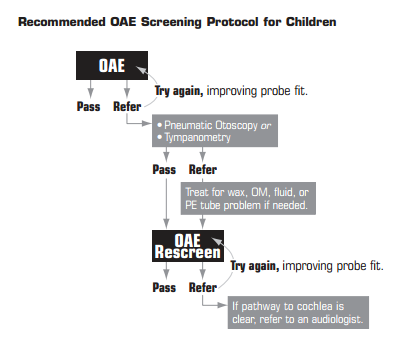 Recommended OAE Screening Protocol for Children
OAE
Try again, improving probe fit.
Pass Refer
• Pneumatic Otoscopy or
• Tympanometry
Pass Refer
Treat for wax, OM, fluid, or
PE tube problem if needed.
OAE
Rescreen
Try again, improving probe fit.
Pass Refer
If pathway to cochlea is
clear, refer to an audiologist.